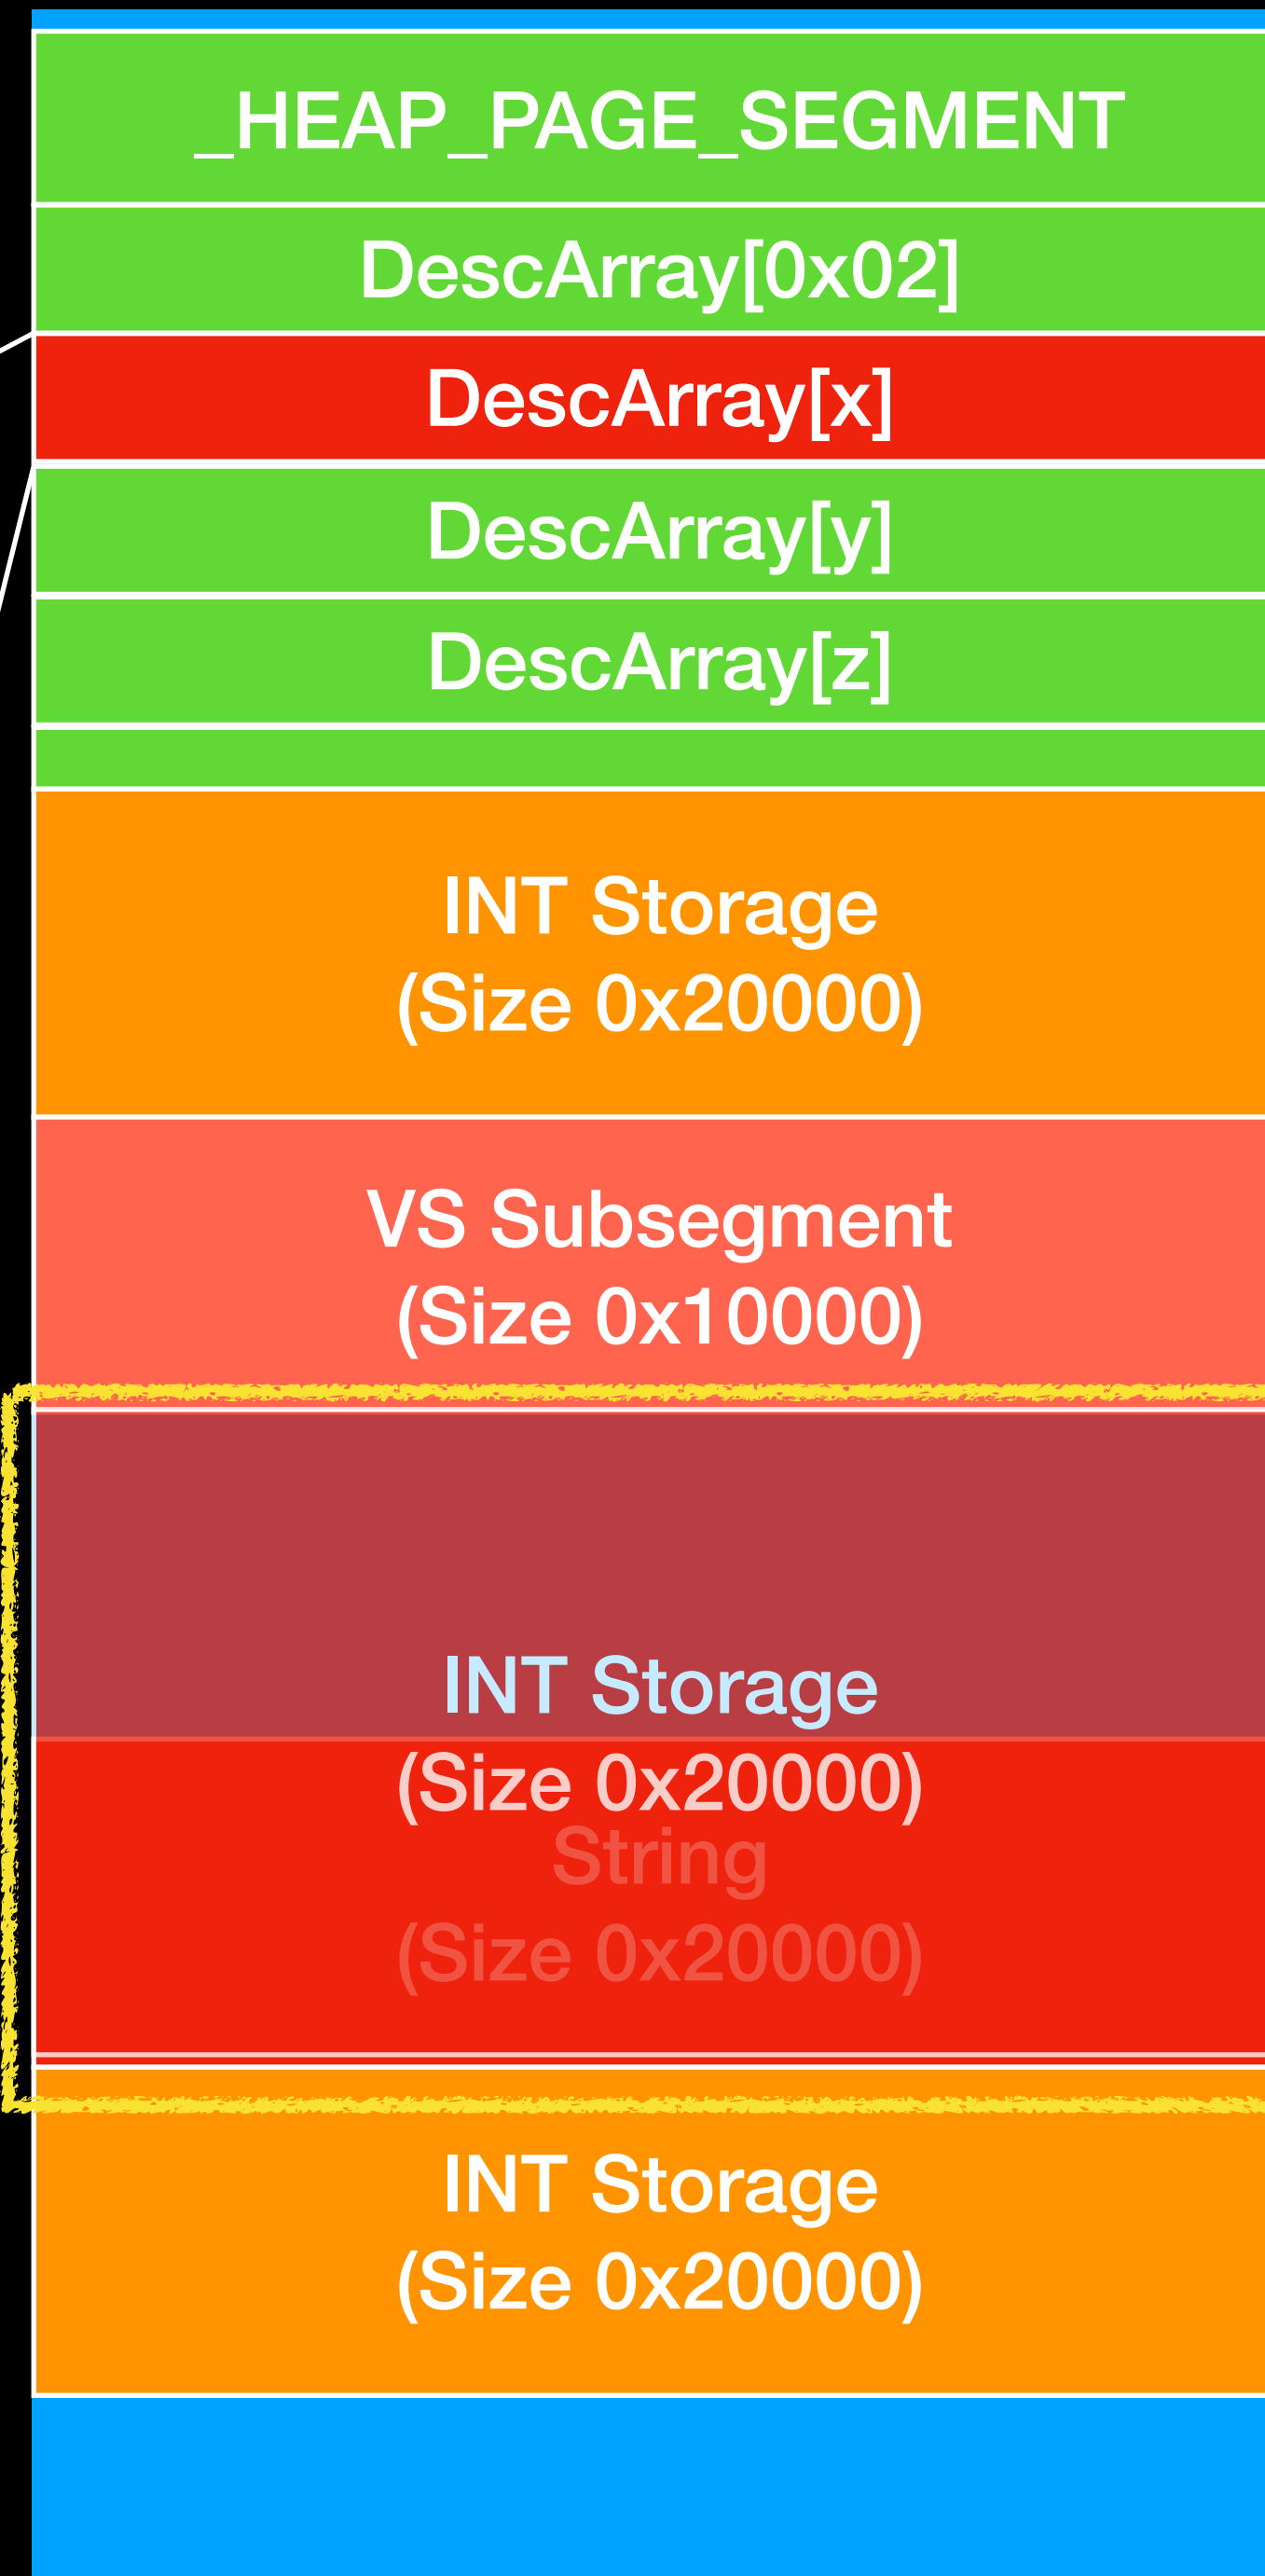 _HEAP_PAGE_SEGMENT
DescArray[0x02]
DescArray[x]
DescArray[y]
DescArray[z]
INT Storage
(Size 0x20000)
VS Subsegment
(Size 0x10000)
INT Storage
(Size 0x20000)
String
(Size 0x20000)
INT Storage
(Size 0x20000)